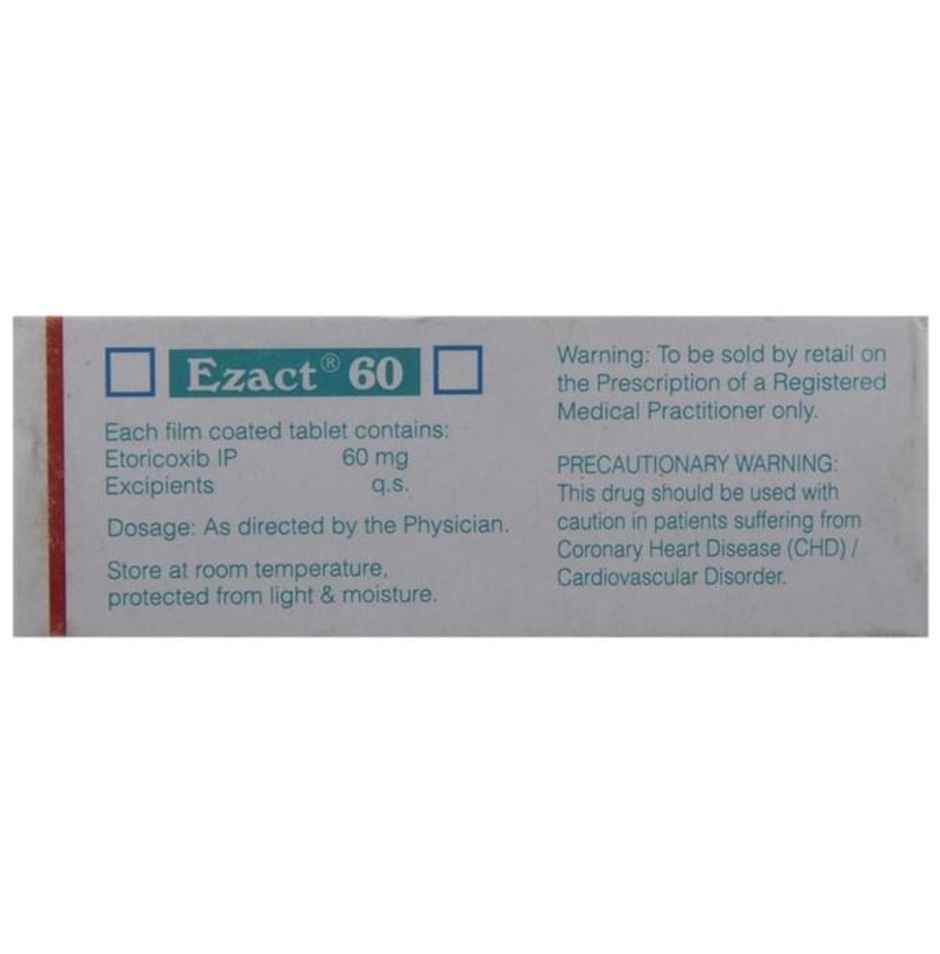 Ezact® 60
Each film coated tablet contains:
Etoricoxib IP 60 mg
Excipients q.s.
Dosage: As directed by the Physician.
Store at room temperature,
protected from light & moisture.
Warning: To be sold by retail on
the Prescription of a Registered
Medical Practitioner only.
PRECAUTIONARY WARNING:
This drug should be used with
caution in patients suffering from
Coronary Heart Disease (CHD) /
Cardiovascular Disorder.